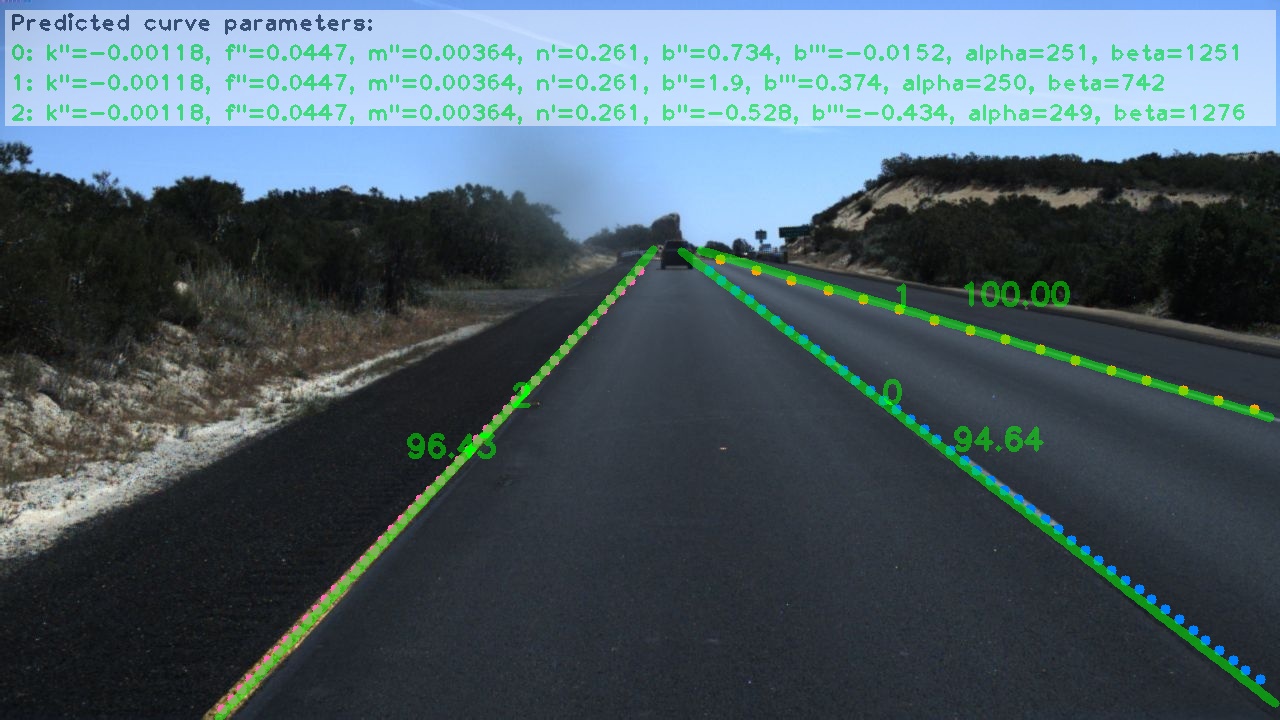 Predicted curve parameters:
0: k''=-0.00118, f''=0.0447, m''=0.00364, n'=0.261, b''=0.734, b'''=-0.0152, alpha=251, beta=1251
1: k''=-0.00118, f''=0.0447, m''=0.00364, n'=0.261, b''=1.9, b'''=0.374, alpha=250, beta=742
2: k''=-0.00118, f''=0.0447, m''=0.00364, n'=0.261, b''=-0.528, b'''=-0.434, alpha=249, beta=1276
1 100.00
2
0
96.43
94.64